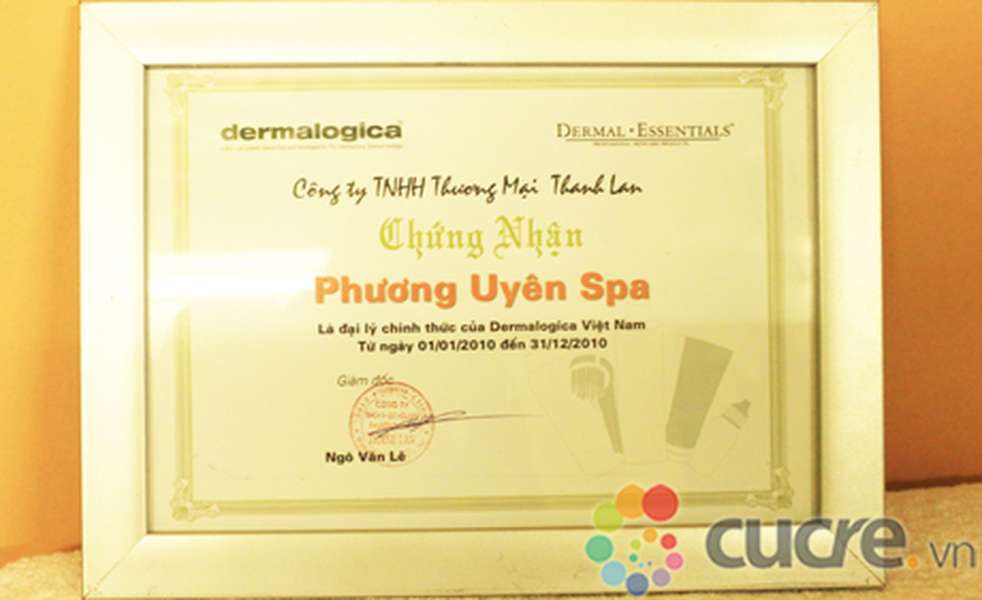 dermalogica
DERMAL·ESSENTIALS
Công ty TNHH Thương Mại Thanh Lan
Chứng Nhận
Phương Uyên Spa
Là đại lý chính thức của Dermalogica Việt Nam
Từ ngày 01/01/2010 đến 31/12/2010
Giám đốc
CÔNG TY
Ngô Văn Lê
cucre.vn